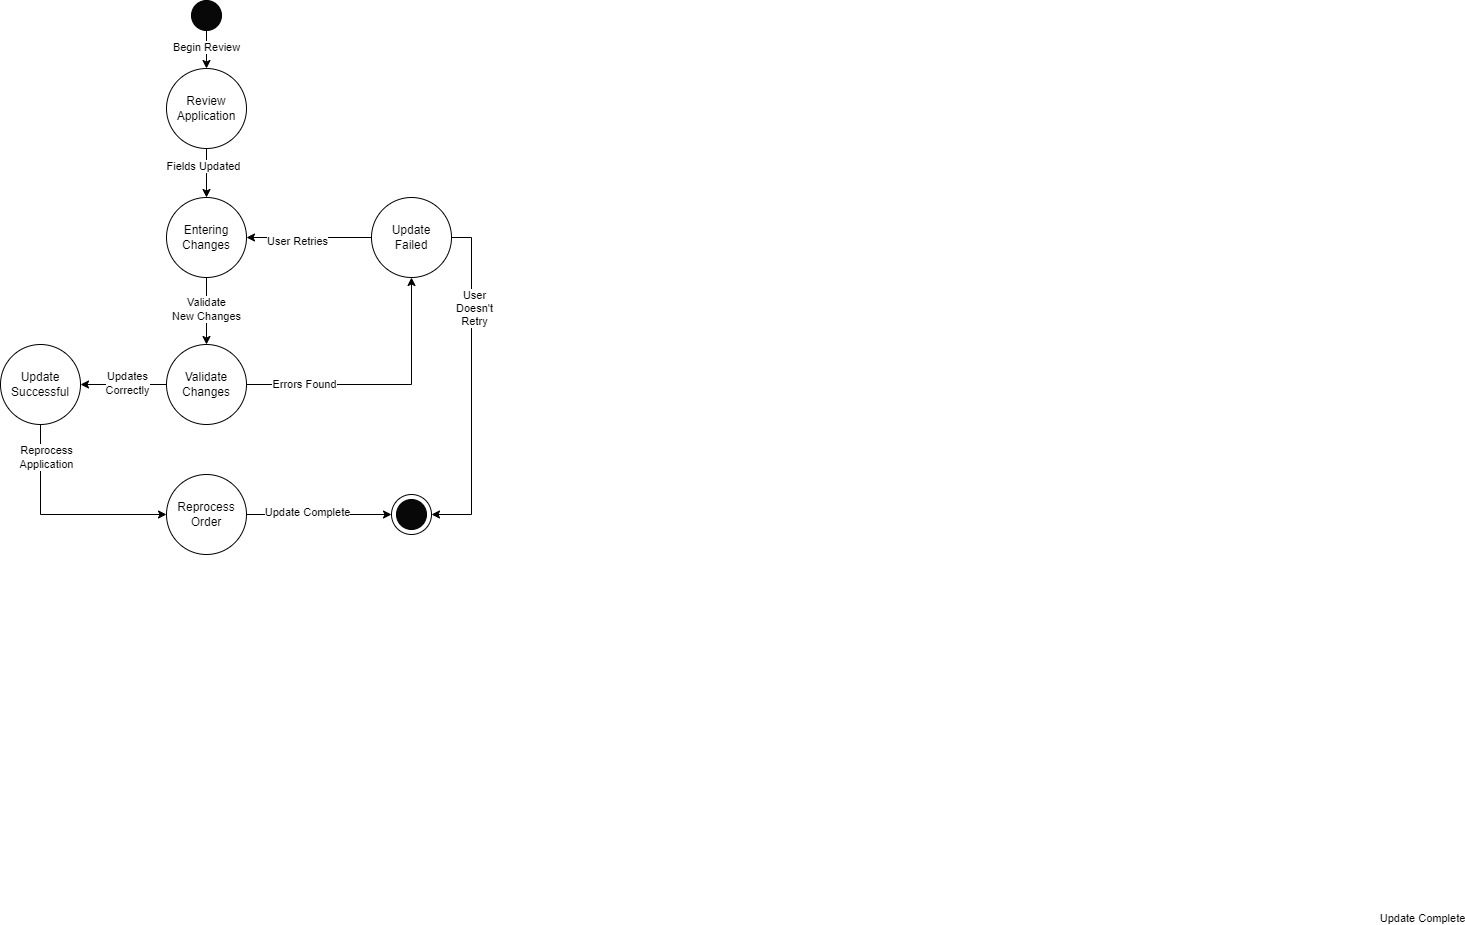 Begin Review
Review
Application
Fields Updated
Entering
Changes
User Retries
Update
Failed
User
Doesn't
Retry
Validate
New Changes
Update
Successful
Updates
Correctly
Validate
Changes
Errors Found
Reprocess
Application
Reprocess
Order
Update Complete
Update Complete